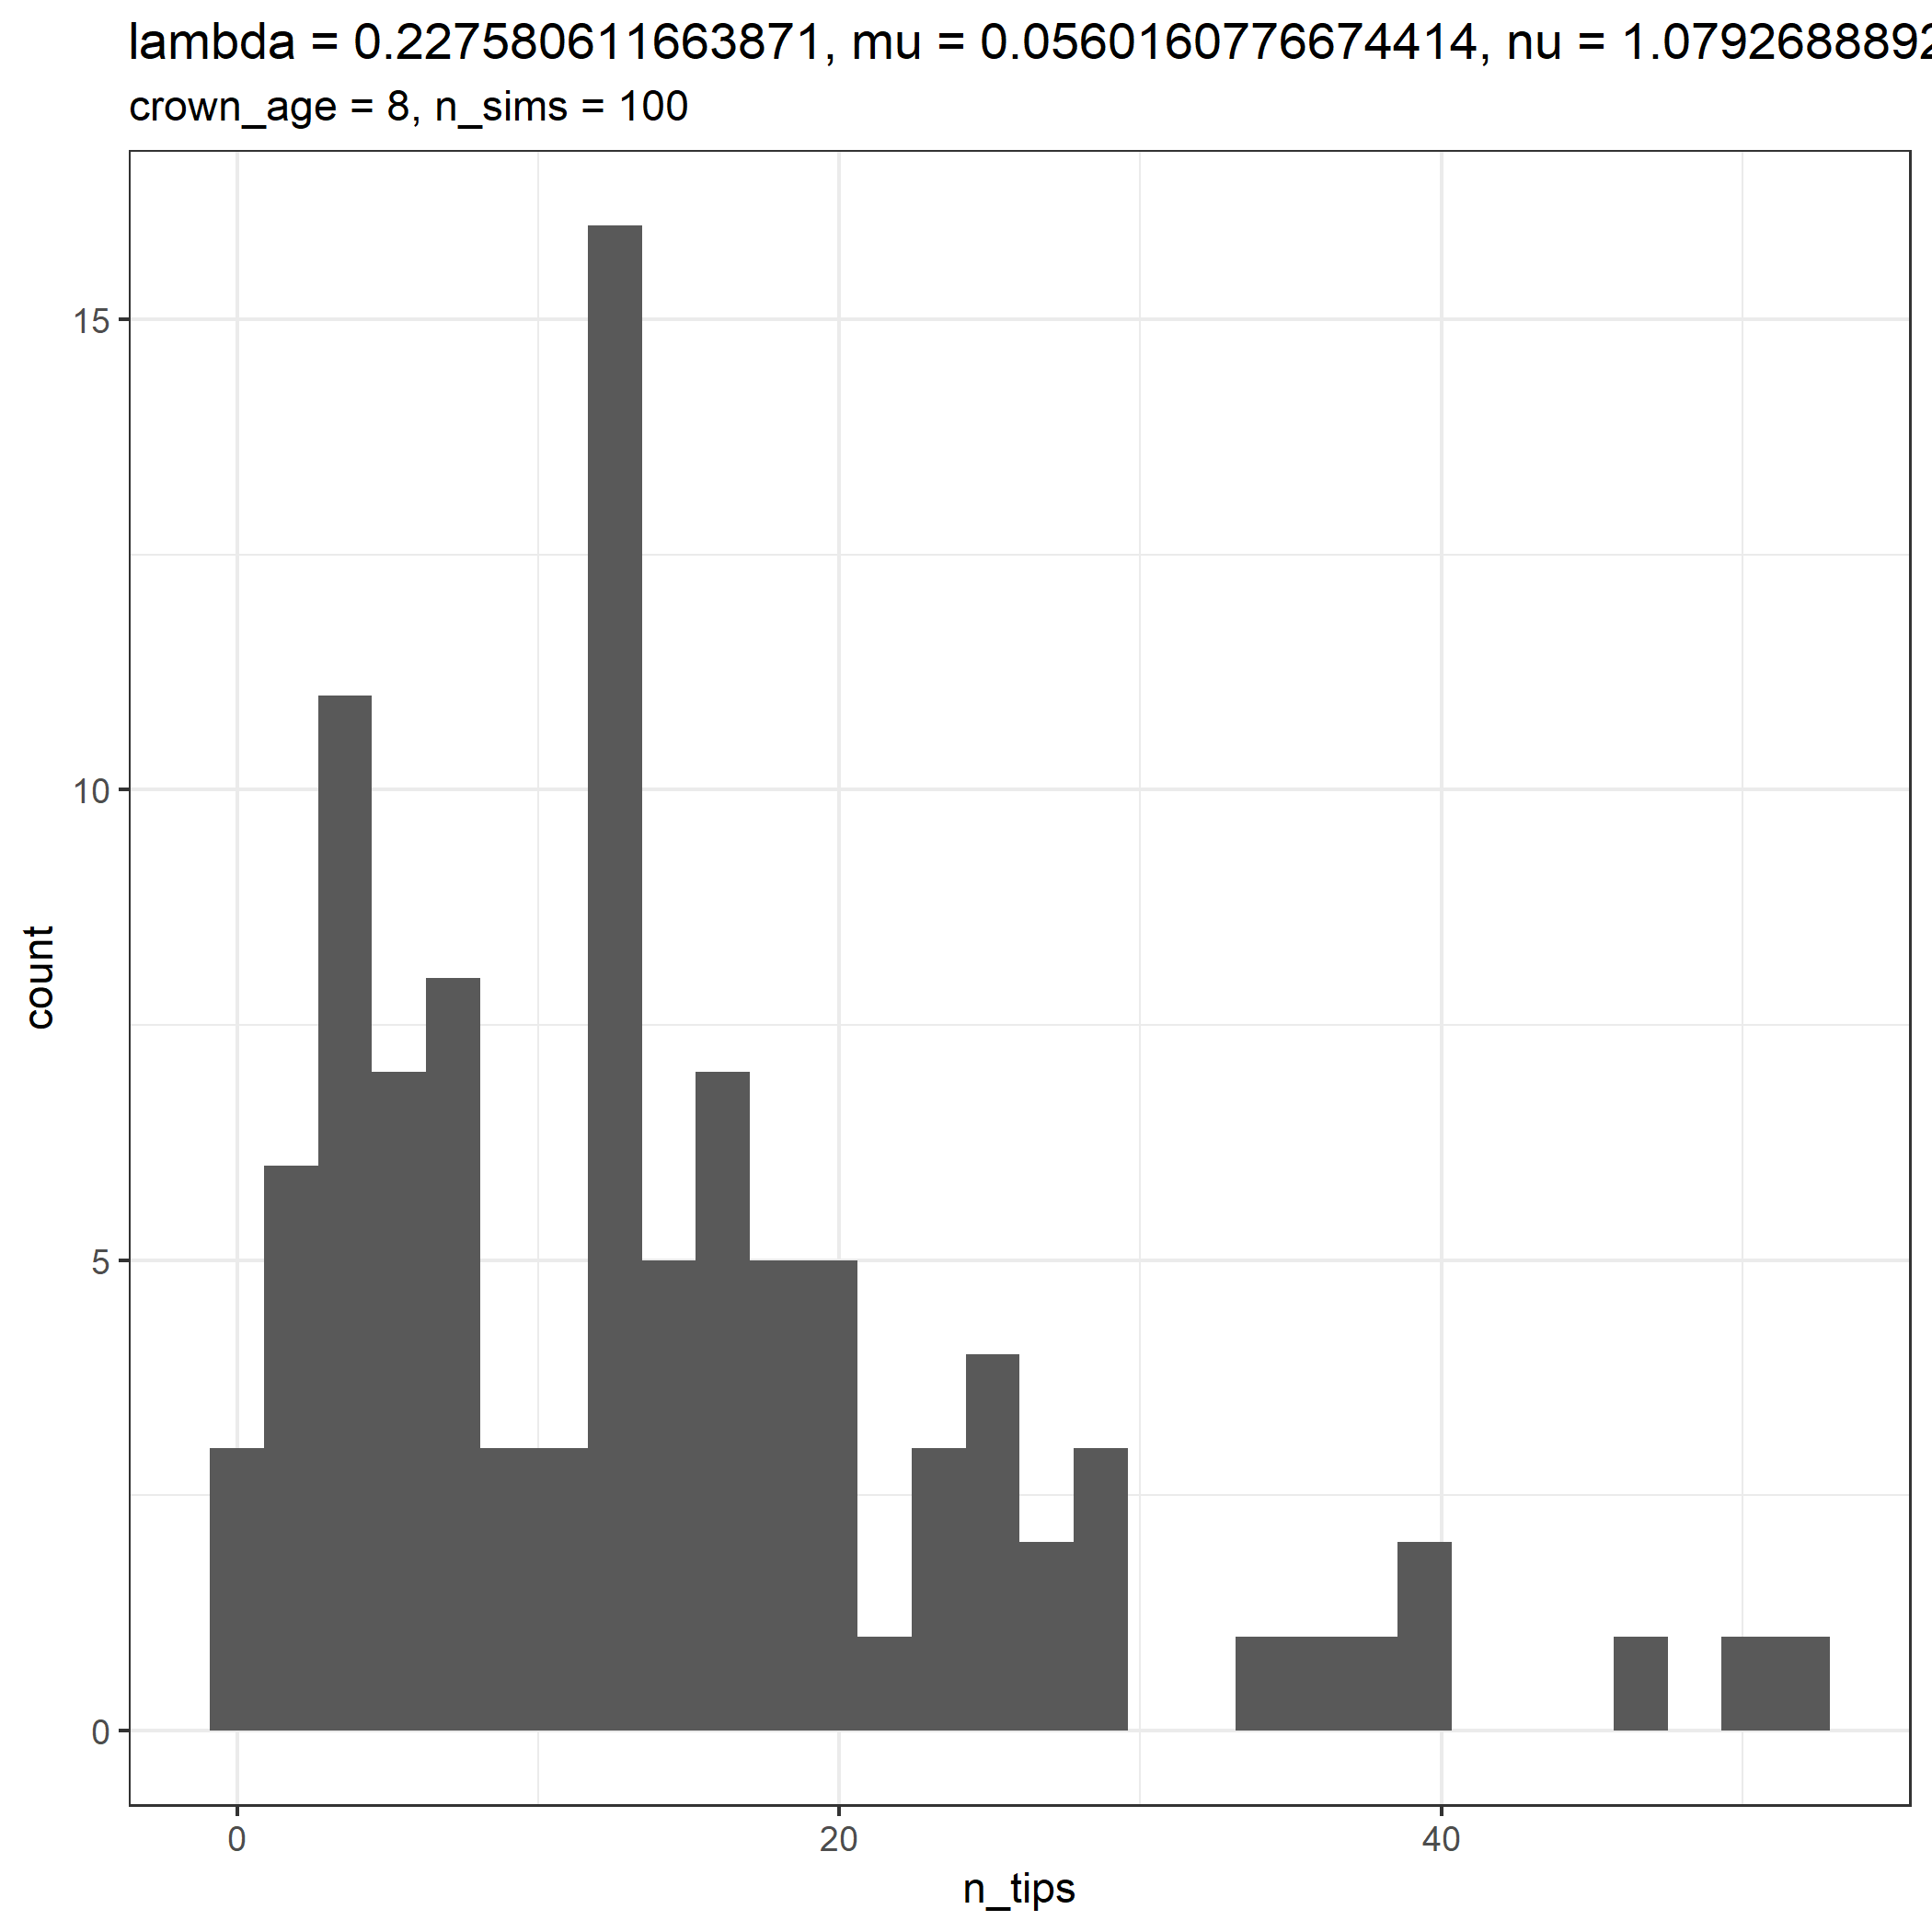 lambda = 0.227580611663871, mu = 0.0560160776674414, nu = 1.0792688892
crown_age = 8, n_sims = 100
15
10
5
0
count
0 20 40
n_tips